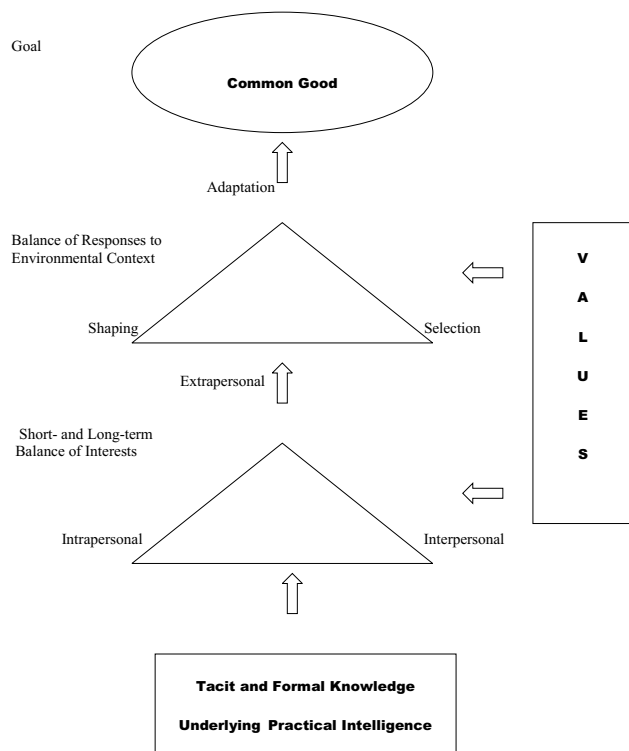 Goal
Common Good
Adaptation
Balance of Responses to
Environmental Context
Shaping
Selection
Extrapersonal
Short- and Long-term
Balance of Interests
Intrapersonal
Interpersonal
Tacit and Formal Knowledge
Underlying Practical Intelligence
V
A
L
U
E
S